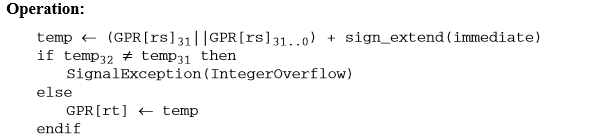 Operation:
temp ← (GPR[rs]31||GPR[rs]31..0) + sign_extend(immediate)
if temp32 ≠ temp31 then
SignalException(IntegerOverflow)
else
GPR[rt] ← temp
endif